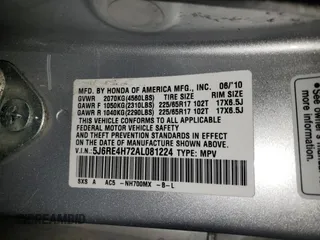 MFD. BY HONDA OF AMERICA MFG., INC. 06/'10
GVWR 2070KG(4560LBS) TIRE SIZE RIM SIZE
GAWR F 1050KG(2310LBS) 225/65R17 102T 17X6.5J
GAWR R 1040KG(2290LBS) 225/65R17 102T 17X6.5J
THIS VEHICLE CONFORMS TO ALL APPLICABLE
FEDERAL MOTOR VEHICLE SAFETY AND
THEFT PREVENTION STANDARDS IN EFFECT ON
THE DATE OF MANUFACTURE SHOWN ABOVE.
V.I.N.: 5J6RE4H72AL081224 TYPE: MPV
SXS A AC5 -NH700MX -B-L